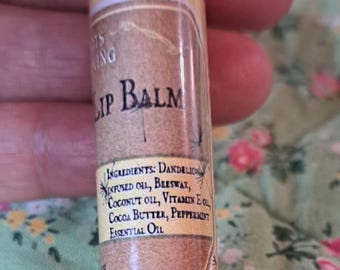 Lip Balm
Ingredients: Dandelion
infused oil, Beeswax,
Coconut oil, Vitamin E oil,
Cocoa Butter, Peppermint
Essential Oil